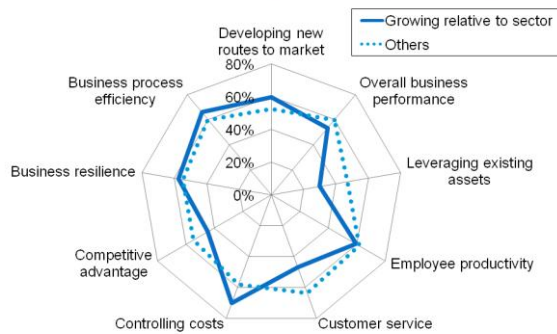 Developing new
routes to market
Growing relative to sector
Others
80%
60%
40%
20%
0%
Overall business
performance
Leveraging existing
assets
Employee productivity
Customer service
Controlling costs
Competitive
advantage
Business resilience
Business process
efficiency